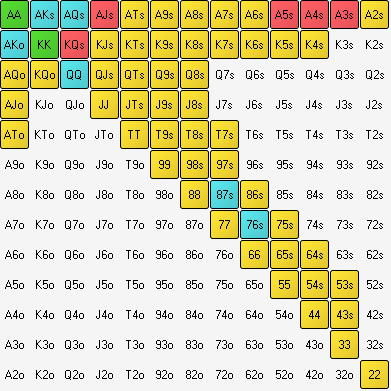 AA AKs AQs AJs ATs A9s A8s A7s A6s A5s A4s A3s A2s
AKo KK KQs KJs KTs K9s K8s K7s K6s K5s K4s K3s K2s
AQo KQo QQ QJs QTs Q9s Q8s Q7s Q6s Q5s Q4s Q3s Q2s
AJo KJo QJo JJ JTs J9s J8s J7s J6s J5s J4s J3s J2s
ATo KTo QTo JTo TT T9s T8s T7s T6s T5s T4s T3s T2s
A9o K9o Q9o J9o T9o 99 98s 97s 96s 95s 94s 93s 92s
A8o K8o Q8o J8o T8o 98o 88 87s 86s 85s 84s 83s 82s
A7o K7o Q7o J7o T7o 97o 87o 77 76s 75s 74s 73s 72s
A6o K6o Q6o J6o T6o 96o 86o 76o 66 65s 64s 63s 62s
A5o K5o Q5o J5o T5o 95o 85o 75o 65o 55 54s 53s 52s
A4o K4o Q4o J4o T4o 94o 84o 74o 64o 54o 44 43s 42s
A3o K3o Q3o J3o T3o 93o 83o 73o 63o 53o 43o 33 32s
A2o K2o Q2o J2o T2o 92o 82o 72o 62o 52o 42o 32o 22